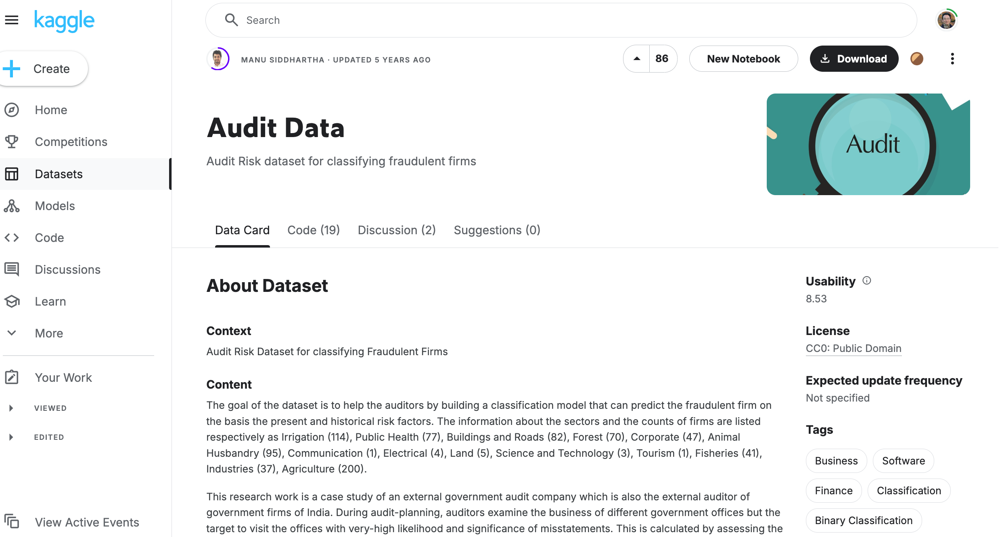 kaggle
Search
Create
Home
Competitions
Datasets
Models
Code
Discussions
Learn
More
Your Work
VIEWED
EDITED
View Active Events
MANU SIDDHARTHA · UPDATED 5 YEARS AGO
86
New Notebook
Download
Audit Data
Audit Risk dataset for classifying fraudulent firms
Audit
Data Card
Code (19)
Discussion (2)
Suggestions (0)
About Dataset
Context
Audit Risk Dataset for classifying Fraudulent Firms
Content
The goal of the dataset is to help the auditors by building a classification model that can predict the fraudulent firm on
the basis the present and historical risk factors. The information about the sectors and the counts of firms are listed
respectively as Irrigation (114), Public Health (77), Buildings and Roads (82), Forest (70), Corporate (47), Animal
Husbandry (95), Communication (1), Electrical (4), Land (5), Science and Technology (3), Tourism (1), Fisheries (41),
Industries (37), Agriculture (200).
This research work is a case study of an external government audit company which is also the external auditor of
government firms of India. During audit-planning, auditors examine the business of different government offices but the
target to visit the offices with very-high likelihood and significance of misstatements. This is calculated by assessing the
Usability
8.53
License
CC0: Public Domain
Expected update frequency
Not specified
Tags
Business
Software
Finance
Classification
Binary Classification